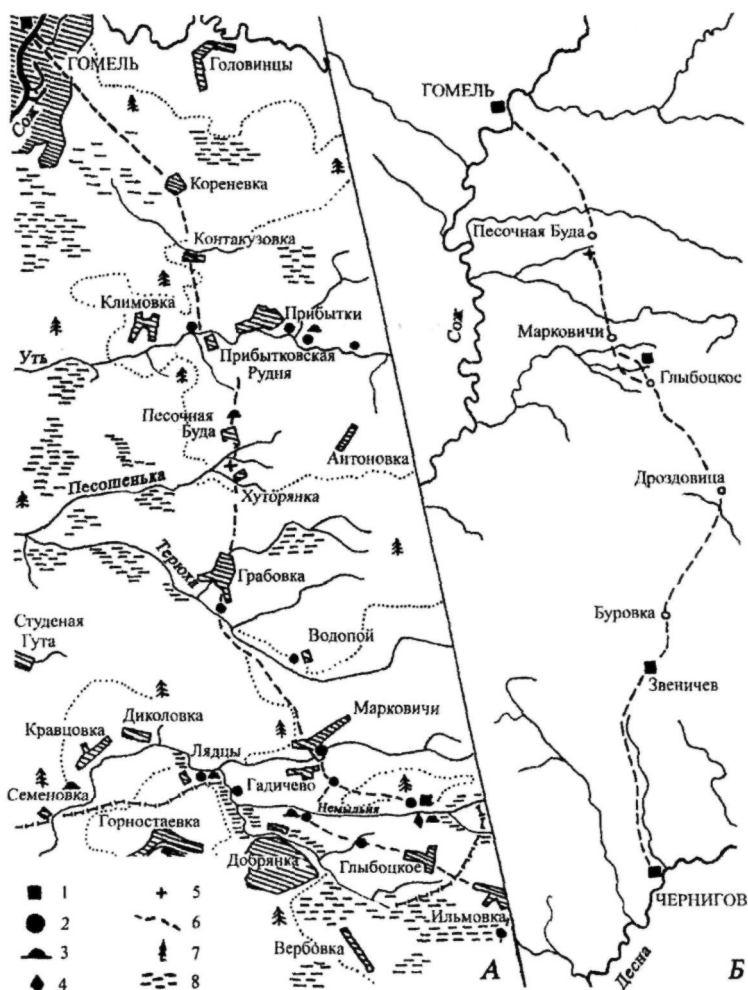 ГОМЕЛЬ
Сож
Головинцы
Кореневка
Контакузовка
Климовка
Прибытки
Уть
Прибытковская
Рудня
Песочная
Буда
Антоновка
Песошенька
Хуторянка
Терюха
Грабовка
Студеная
Гута
Водопой
Диколовка
Кравцовка
Марковичи
Лядцы
Гадичево
Семеновка
Немыльня
Горностаевка
Добрянка
Глыбоцкое
Ильмовка
Вербовка
1
2
3
4
5
6
7
8
А
ГОМЕЛЬ
Песочная Буда
Сож
Марковичи
Глыбоцкое
Дроздовица
Буровка
Звеничев
ЧЕРНИГОВ
Десна
Б